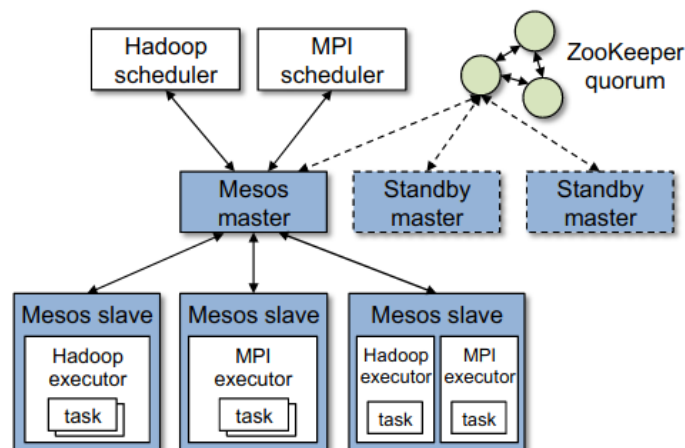 Hadoop
scheduler
MPI
scheduler
ZooKeeper
quorum
Mesos
master
Standby
master
Standby
master
Mesos slave
Hadoop
executor
task
Mesos slave
MPI
executor
task
Mesos slave
Hadoop
executor
task
MPI
executor
task